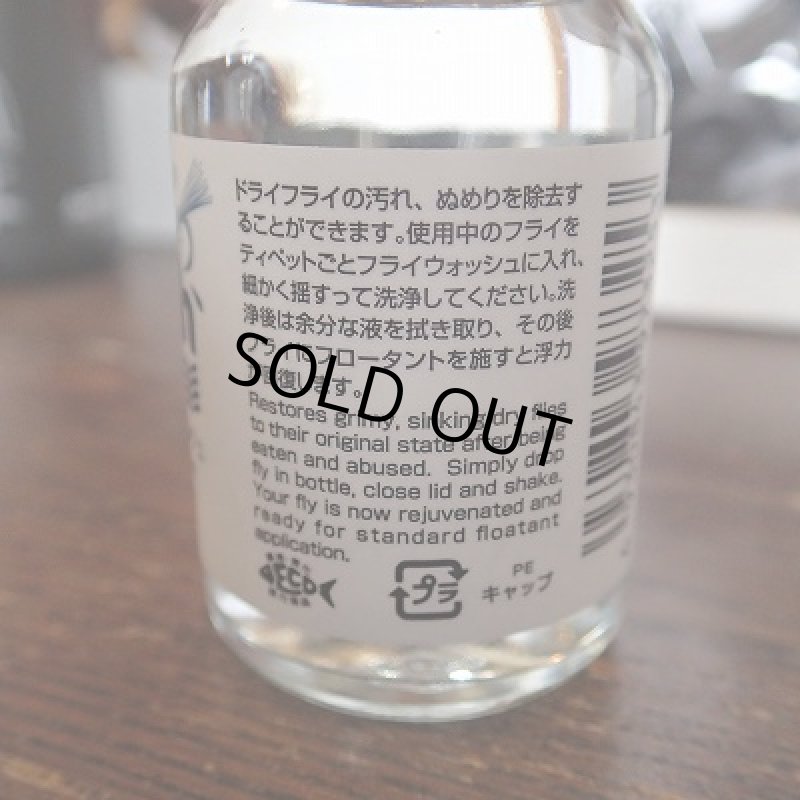 ドライフライの汚れ、ぬめりを除去す
ることができます。使用中のフライを
ティペットごとフライウォッシュに入れ、
細かく揺すって洗浄してください。洗
浄後は余分な液を拭き取り、その後
フライにフロータントを施すと浮力
復します。
SOLD OUT
Restores grimy, sinking dry flies
to their original state after being
eaten and abused. Simply drop
fly in bottle, close lid and shake.
Your fly is now rejuvenated and
ready for standard floatant
application.
ECO
プラ
PE
キャップ